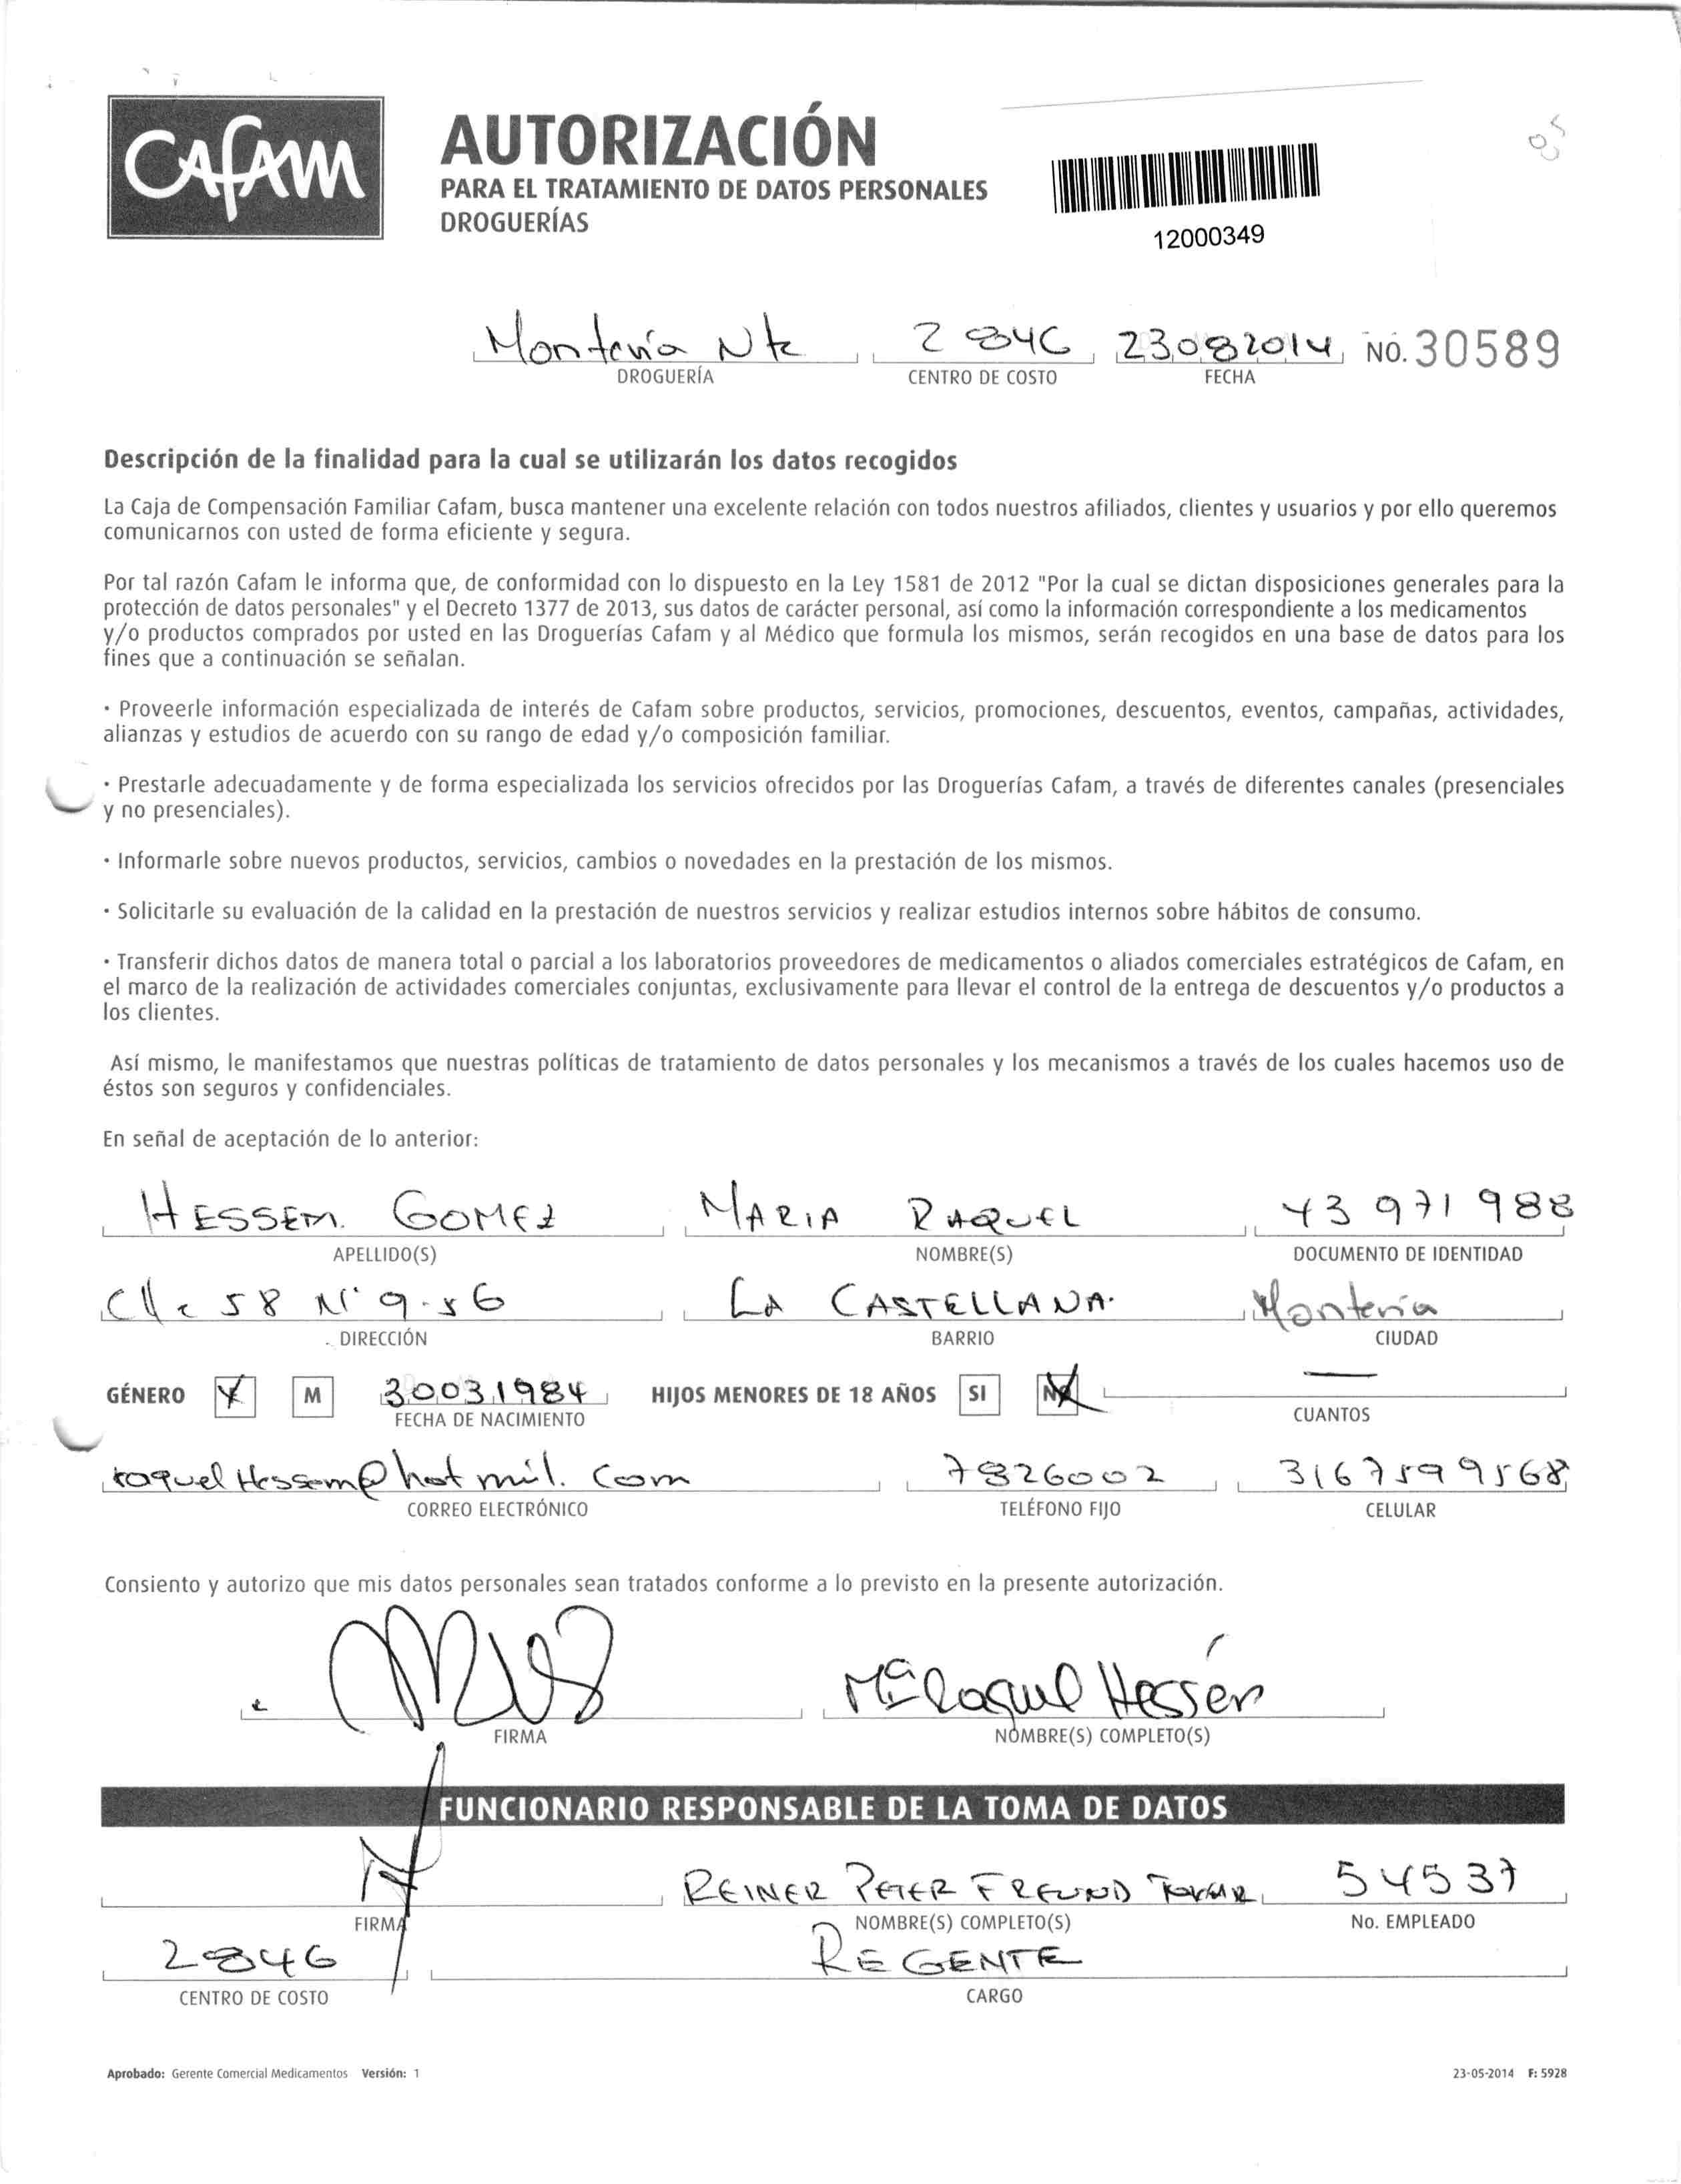 Cafam
AUTORIZACIÓN
PARA EL TRATAMIENTO DE DATOS PERSONALES
DROGUERÍAS
12000349
Montería Nte 2846 23082014 NO. 30589
DROGUERÍA CENTRO DE COSTO FECHA
Descripción de la finalidad para la cual se utilizarán los datos recogidos
La Caja de Compensación Familiar Cafam, busca mantener una excelente relación con todos nuestros afiliados, clientes y usuarios y por ello queremos
comunicarnos con usted de forma eficiente y segura.
Por tal razón Cafam le informa que, de conformidad con lo dispuesto en la Ley 1581 de 2012 "Por la cual se dictan disposiciones generales para la
protección de datos personales" y el Decreto 1377 de 2013, sus datos de carácter personal, así como la información correspondiente a los medicamentos
y/o productos comprados por usted en las Droguerías Cafam y al Médico que formula los mismos, serán recogidos en una base de datos para los
fines que a continuación se señalan.
· Proveerle información especializada de interés de Cafam sobre productos, servicios, promociones, descuentos, eventos, campañas, actividades,
alianzas y estudios de acuerdo con su rango de edad y/o composición familiar.
· Prestarle adecuadamente y de forma especializada los servicios ofrecidos por las Droguerías Cafam, a través de diferentes canales (presenciales
y no presenciales).
· Informarle sobre nuevos productos, servicios, cambios o novedades en la prestación de los mismos.
· Solicitarle su evaluación de la calidad en la prestación de nuestros servicios y realizar estudios internos sobre hábitos de consumo.
· Transferir dichos datos de manera total o parcial a los laboratorios proveedores de medicamentos o aliados comerciales estratégicos de Cafam, en
el marco de la realización de actividades comerciales conjuntas, exclusivamente para llevar el control de la entrega de descuentos y/o productos a
los clientes.
Así mismo, le manifestamos que nuestras políticas de tratamiento de datos personales y los mecanismos a través de los cuales hacemos uso de
éstos son seguros y confidenciales.
En señal de aceptación de lo anterior:
HESSEM. GOMEZ MARIA RAQUEL 43 971 988
APELLIDO(S) NOMBRE(S) DOCUMENTO DE IDENTIDAD
Clle 58 N° 9-56 LA CASTELLANA. Montería
DIRECCIÓN BARRIO CIUDAD
GÉNERO X M 30031984 HIJOS MENORES DE 18 AÑOS SI NO —
FECHA DE NACIMIENTO CUANTOS
raquelHessem@hotmil.com 7826002 3167599568
CORREO ELECTRÓNICO TELÉFONO FIJO CELULAR
Consiento y autorizo que mis datos personales sean tratados conforme a lo previsto en la presente autorización.
Mª Raquel Hessen
FIRMA NOMBRE(S) COMPLETO(S)
FUNCIONARIO RESPONSABLE DE LA TOMA DE DATOS
REINER PETER FREUND TOVAR 54537
FIRMA NOMBRE(S) COMPLETO(S) No. EMPLEADO
2846 REGENTE
CENTRO DE COSTO CARGO
Aprobado: Gerente Comercial Medicamentos Versión: 1 23-05-2014 F: 5928